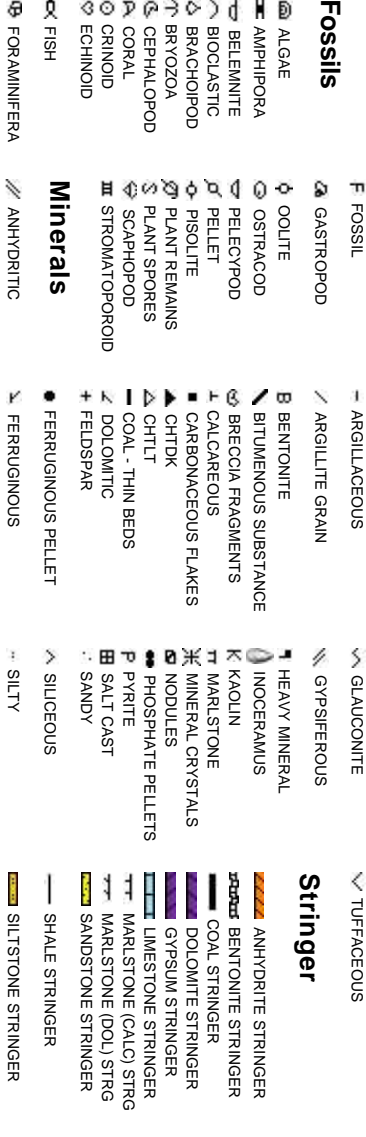 Fossils
ALGAE
AMPHIPORA
BELEMNITE
BIOCLASTIC
BRACHOIPOD
BRYOZOA
CEPHALOPOD
CORAL
CRINOID
ECHINOID
FISH
FORAMINIFERA
F FOSSIL
GASTROPOD
OOLITE
OSTRACOD
PELECYPOD
PELLET
PISOLITE
PLANT REMAINS
PLANT SPORES
SCAPHOPOD
STROMATOPOROID
Minerals
ANHYDRITIC
ARGILLACEOUS
ARGILLITE GRAIN
B BENTONITE
BITUMENOUS SUBSTANCE
BRECCIA FRAGMENTS
CALCAREOUS
CARBONACEOUS FLAKES
CHTDK
CHTLT
COAL - THIN BEDS
DOLOMITIC
FELDSPAR
FERRUGINOUS PELLET
FERRUGINOUS
GLAUCONITE
GYPSIFEROUS
HEAVY MINERAL
INOCERAMUS
K KAOLIN
MARLSTONE
MINERAL CRYSTALS
NODULES
PHOSPHATE PELLETS
P PYRITE
SALT CAST
SANDY
SILICEOUS
SILTY
TUFFACEOUS
Stringer
ANHYDRITE STRINGER
BENTONITE STRINGER
COAL STRINGER
DOLOMITE STRINGER
GYPSUM STRINGER
LIMESTONE STRINGER
MARLSTONE (CALC) STRG
MARLSTONE (DOL) STRG
SANDSTONE STRINGER
SHALE STRINGER
SILTSTONE STRINGER